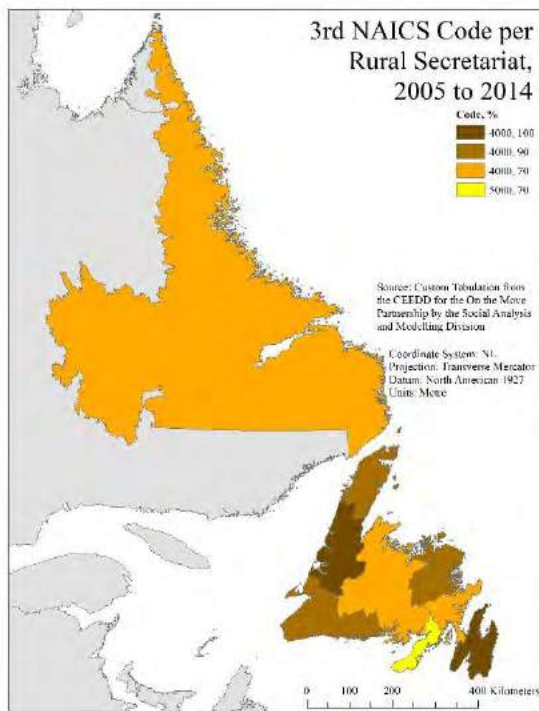 3rd NAICS Code per
Rural Secretariat,
2005 to 2014
Code, %
4000, 100
4000, 90
4000, 70
5000, 70
Source: Custom Tabulation from
the CEEDD for the On the Move
Partnership by the Social Analysis
and Modelling Division
Coordinate System: NL
Projection: Transverse Mercator
Datum: North American 1927
Units: Metre
0 100 200 400 Kilometers